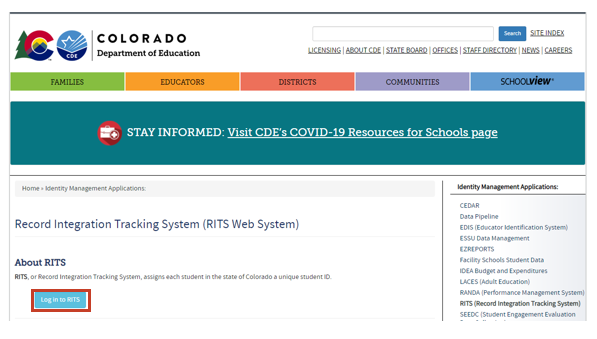 Search SITE INDEX
COLORADO
Department of Education
CDE
LICENSING | ABOUT CDE | STATE BOARD | OFFICES | STAFF DIRECTORY | NEWS | CAREERS
FAMILIES EDUCATORS DISTRICTS COMMUNITIES SCHOOLVIEW
STAY INFORMED: Visit CDE's COVID-19 Resources for Schools page
Home » Identity Management Applications:
Record Integration Tracking System (RITS Web System)
About RITS
RITS, or Record Integration Tracking System, assigns each student in the state of Colorado a unique student ID.
Log in to RITS
Identity Management Applications:
CEDAR
Data Pipeline
EDIS (Educator Identification System)
ESSU Data Management
EZREPORTS
Facility Schools Student Data
IDEA Budget and Expenditures
LACES (Adult Education)
RANDA (Performance Management System)
RITS (Record Integration Tracking System)
SEEDC (Student Engagement Evaluation